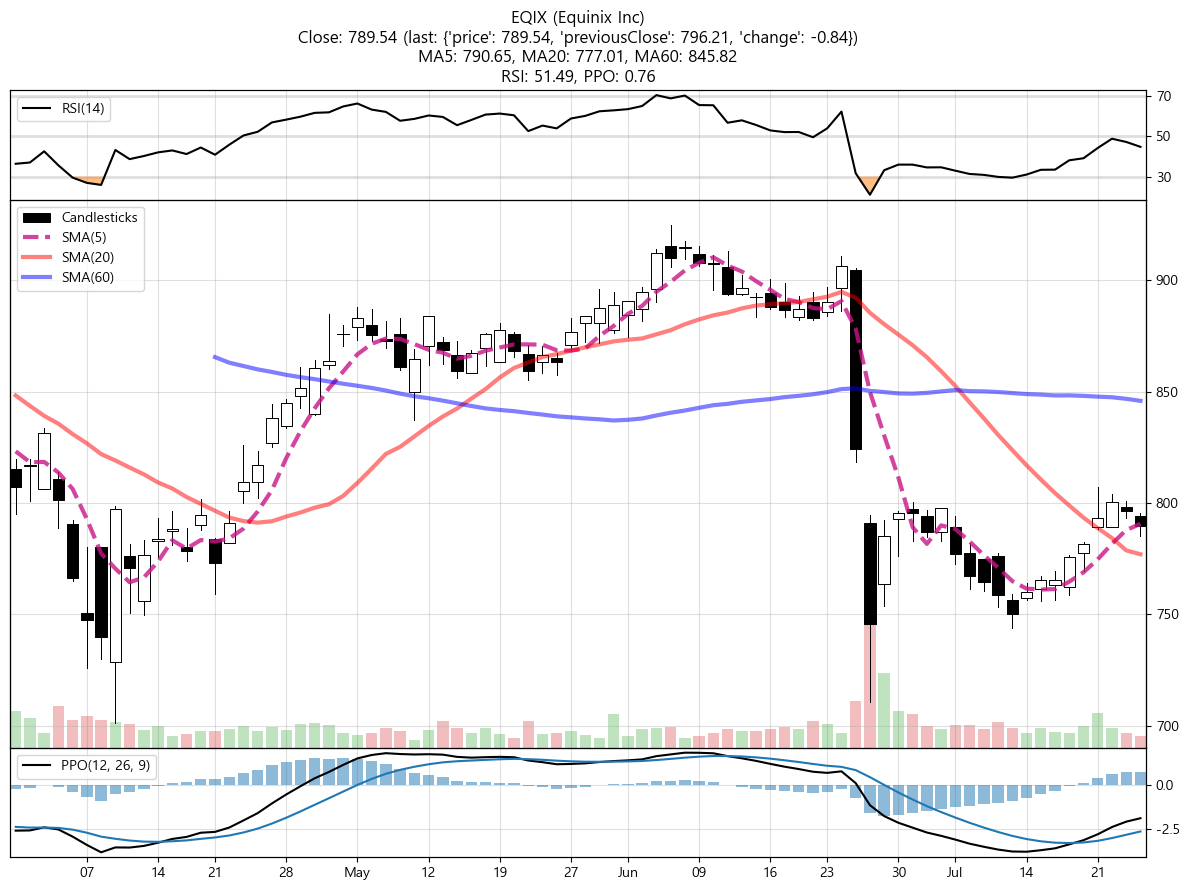 EQIX (Equinix Inc)
Close: 789.54 (last: {'price': 789.54, 'previousClose': 796.21, 'change': -0.84})
MA5: 790.65, MA20: 777.01, MA60: 845.82
RSI: 51.49, PPO: 0.76
RSI(14)
70
50
30
Candlesticks
SMA(5)
SMA(20)
SMA(60)
900
850
800
750
700
PPO(12, 26, 9)
0.0
−2.5
07 14 21 28 May 12 19 27 Jun 09 16 23 30 Jul 14 21